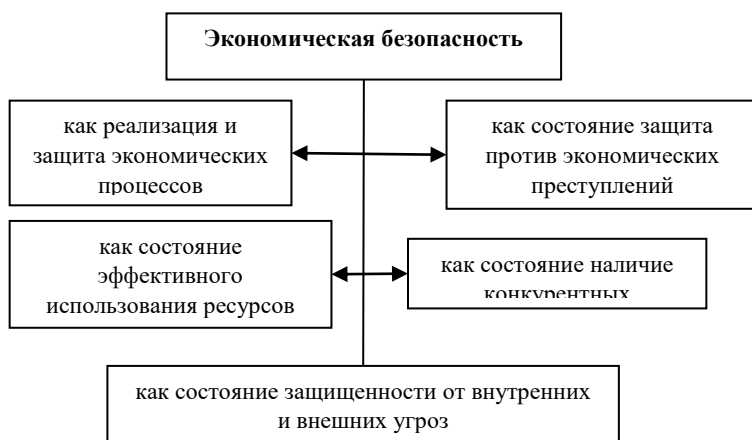 Экономическая безопасность
как реализация и
защита экономических
процессов
как состояние защита
против экономических
преступлений
как состояние
эффективного
использования ресурсов
как состояние наличие
конкурентных
как состояние защищенности от внутренних
и внешних угроз